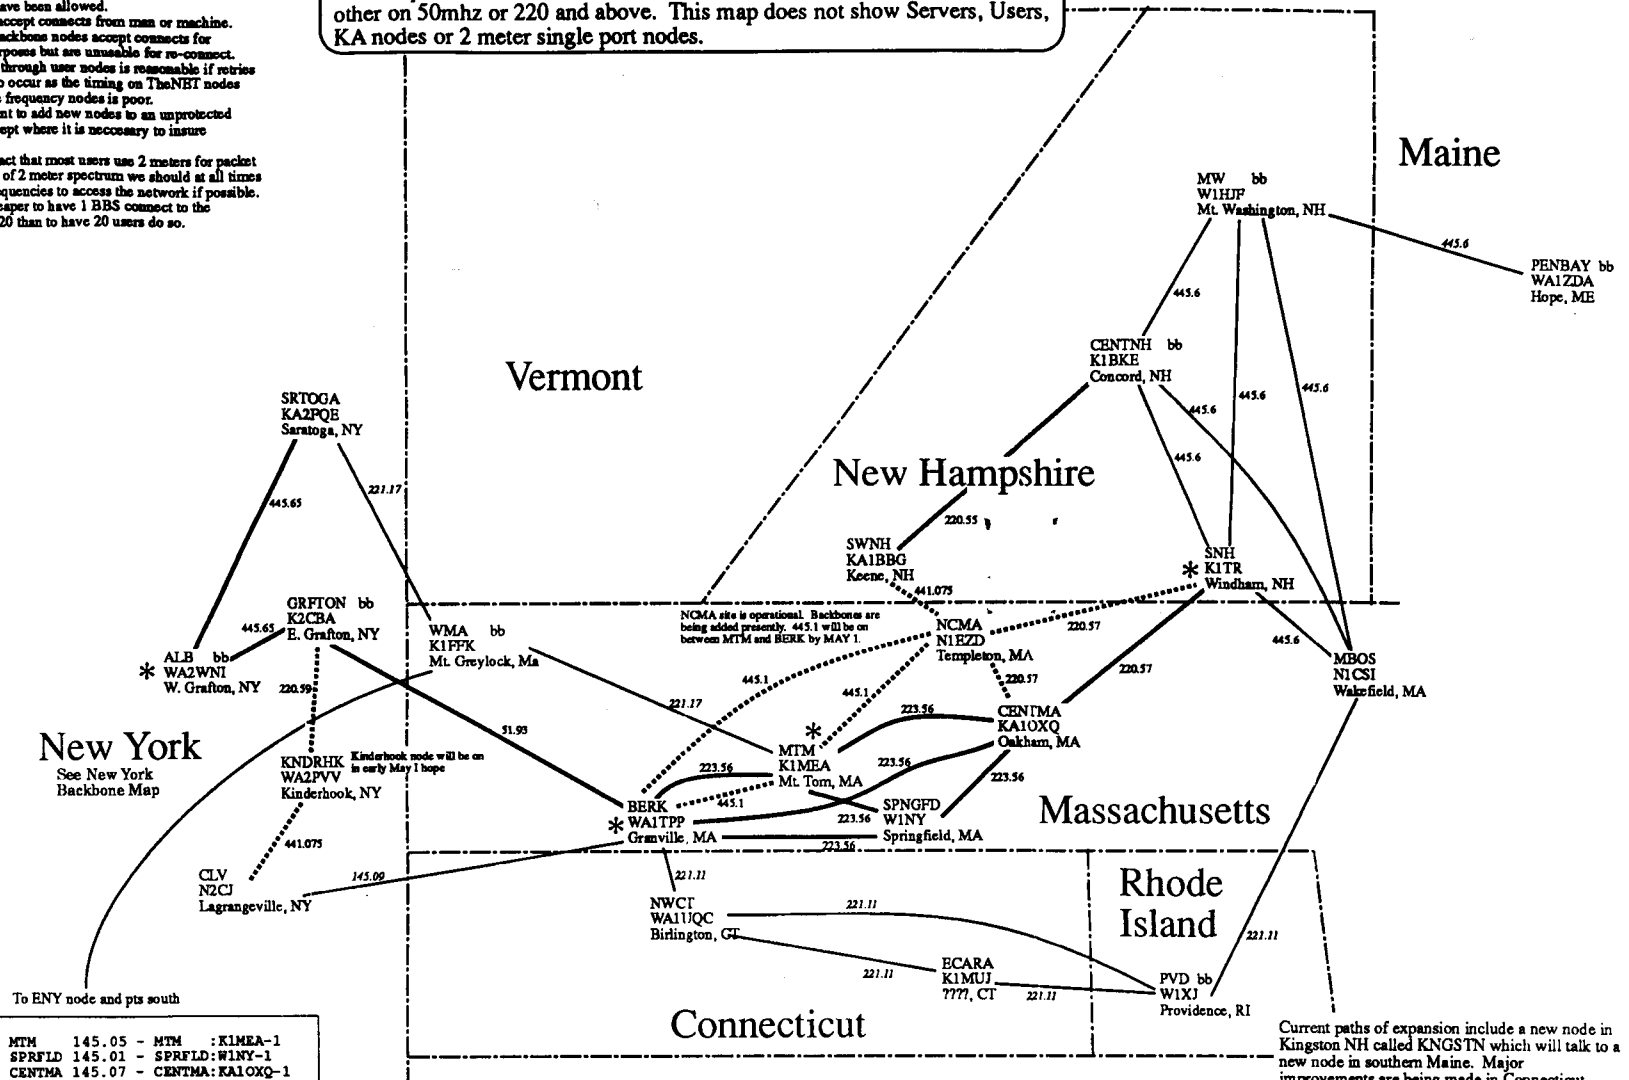 ave been allowed.
accept connects from man or machine.
ackbone nodes accept connects for
rposes but are unusable for re-connect.
through user nodes is reasonable if retries
o occur as the timing on TheNET nodes
frequency nodes is poor.
nt to add new nodes to an unprotected
ept where it is neccesary to insure
act that most users use 2 meters for packet
of 2 meter spectrum we should at all times
quencies to access the network if possible.
eaper to have 1 BBS connect to the
20 than to have 20 users do so.
other on 50mhz or 220 and above. This map does not show Servers, Users,
KA nodes or 2 meter single port nodes.
Maine
MW bb
W1HJF
Mt. Washington, NH
445.6
PENBAY bb
WA1ZDA
Hope, ME
445.6
CENTNH bb
K1BKE
Concord, NH
Vermont
445.6
445.6
445.6
445.6
SRTOGA
KA2PQE
Saratoga, NY
445.65
221.17
New Hampshire
220.55
SWNH
KA1BBG
Keene, NH
441.075
SNH
* K1TR
Windham, NH
GRFTON bb
K2CBA
E. Grafton, NY
445.65
ALB bb
* WA2WNI
W. Grafton, NY
220.59
WMA bb
K1FFK
Mt. Greylock, Ma
NCMA site is operational. Backbones are
being added presently. 445.1 will be on
between MTM and BERK by MAY 1.
NCMA
N1EZD
Templeton, MA
220.57
445.6
MBOS
N1CSI
Wakefield, MA
220.57
220.57
445.1
445.1
221.17
51.93
223.56
CENTMA
KA1OXQ
Oakham, MA
New York
See New York
Backbone Map
KNDRHK
WA2PVV
Kinderhook, NY
Kinderhook node will be on
in early May I hope
*
MTM
K1MEA
Mt. Tom, MA
223.56
223.56
223.56
445.1
BERK
* WA1TPP
Granville, MA
223.56
SPNGFD
W1NY
Springfield, MA
223.56
Massachusetts
441.075
CLV
N2CJ
Lagrangeville, NY
145.09
221.11
Rhode
Island
NWCT
WA1UQC
Birlington, CT
221.11
221.11
221.11
ECARA
K1MUJ
????, CT
221.11
PVD bb
W1XJ
Providence, RI
To ENY node and pts south
Connecticut
MTM 145.05 - MTM :K1MEA-1
SPRFLD 145.01 - SPRFLD:W1NY-1
CENTMA 145.07 - CENTMA:KA1OXQ-1
Current paths of expansion include a new node in
Kingston NH called KNGSTN which will talk to a
new node in southern Maine. Major
improvements are being made in Connecticut